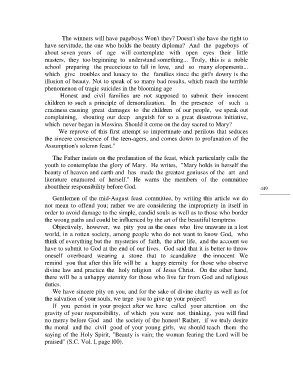 The winners will have pageboys Won't they? Doesn't she have the right to
have servitude, the one who holds the beauty diploma? And the pageboys of
about seven years of age will contemplate with open eyes their little
masters, they too beginning to understand something... Truly, this is a noble
school preparing the precocious to fall in love, and so many elopements...
which give troubles and lunacy to the families since the girl's dowry is the
illusion of beauty. Not to speak of so many bad results, which reach the terrible
phenomenon of tragic suicides in the blooming age
Honest and civil families are not supposed to submit their innocent
children to such a principle of demoralization. In the presence of such a
craziness causing great damages to the children of our people, we speak out
complaining, shouting our deep anguish for so a great disastrous initiative,
which never began in Messina. Should it come on the day sacred to Mary?
We reprove of this first attempt so importunate and perilous that seduces
the sincere conscience of the teen-agers, and comes down to profanation of the
Assumption's solemn feast."
The Father insists on the profanation of the feast, which particularly calls the
youth to contemplate the glory of Mary. He writes, "Mary holds in herself the
beauty of heaven and earth and has made the greatest geniuses of the art and
literature enamored of herself." He warns the members of the committee
about their responsibility before God.
449
Gentlemen of the mid-August feast committee, by writing this article we do
not mean to offend you; rather we are considering the impropriety in itself in
order to avoid damage to the simple, candid souls as well as to those who border
the wrong paths and could be influenced by the art of the beautiful temptress
Objectively, however, we pity you as the ones who live unaware in a lost
world, in a rotten society, among people who do not want to know God, who
think of everything but the mysteries of faith, the after life, and the account we
have to submit to God at the end of our lives. God said that it is better to throw
oneself overboard wearing a stone that to scandalize the innocent We
remind you that after this life will be a happy eternity for those who observe
divine law and practice the holy religion of Jesus Christ. On the other hand,
there will be a unhappy eternity for those who live far from God and religious
duties.
We have sincere pity on you, and for the sake of divine charity as well as for
the salvation of your souls, we urge you to give up your project!
If you persist in your project after we have called your attention on the
gravity of your responsibility, of which you were not thinking, you will find
no mercy before God and the society of the honest! Rather, if we truly desire
the moral and the civil good of your young girls, we should teach them the
saying of the Holy Spirit, "Beauty is vain; the woman fearing the Lord will be
praised" (S.C. Vol. 1, page 100).